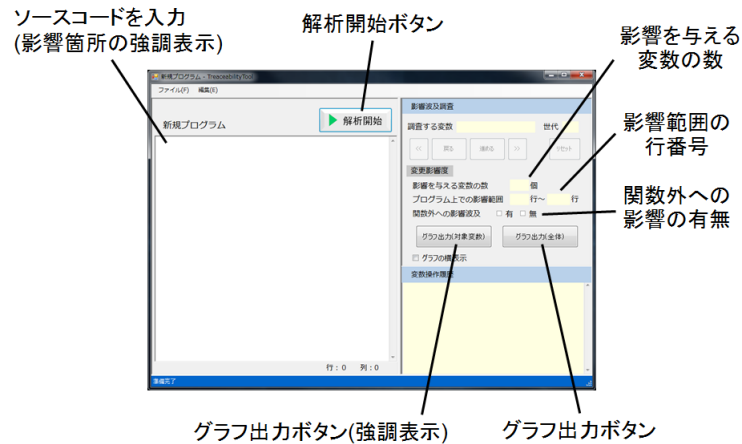 ソースコードを入力
(影響箇所の強調表示)
解析開始ボタン
影響を与える
変数の数
影響範囲の
行番号
関数外への
影響の有無
新規プログラム - TreaceabilityTool
ファイル(F) 編集(E)
新規プログラム
解析開始
影響波及調査
調査する変数 世代
<< 戻る 進める >> リセット
変更影響度
影響を与える変数の数 個
プログラム上での影響範囲 行~ 行
関数外への影響波及 有 無
グラフ出力(対象変数) グラフ出力(全体)
グラフの横表示
変数操作履歴
行:0 列:0
準備完了
グラフ出力ボタン(強調表示)
グラフ出力ボタン